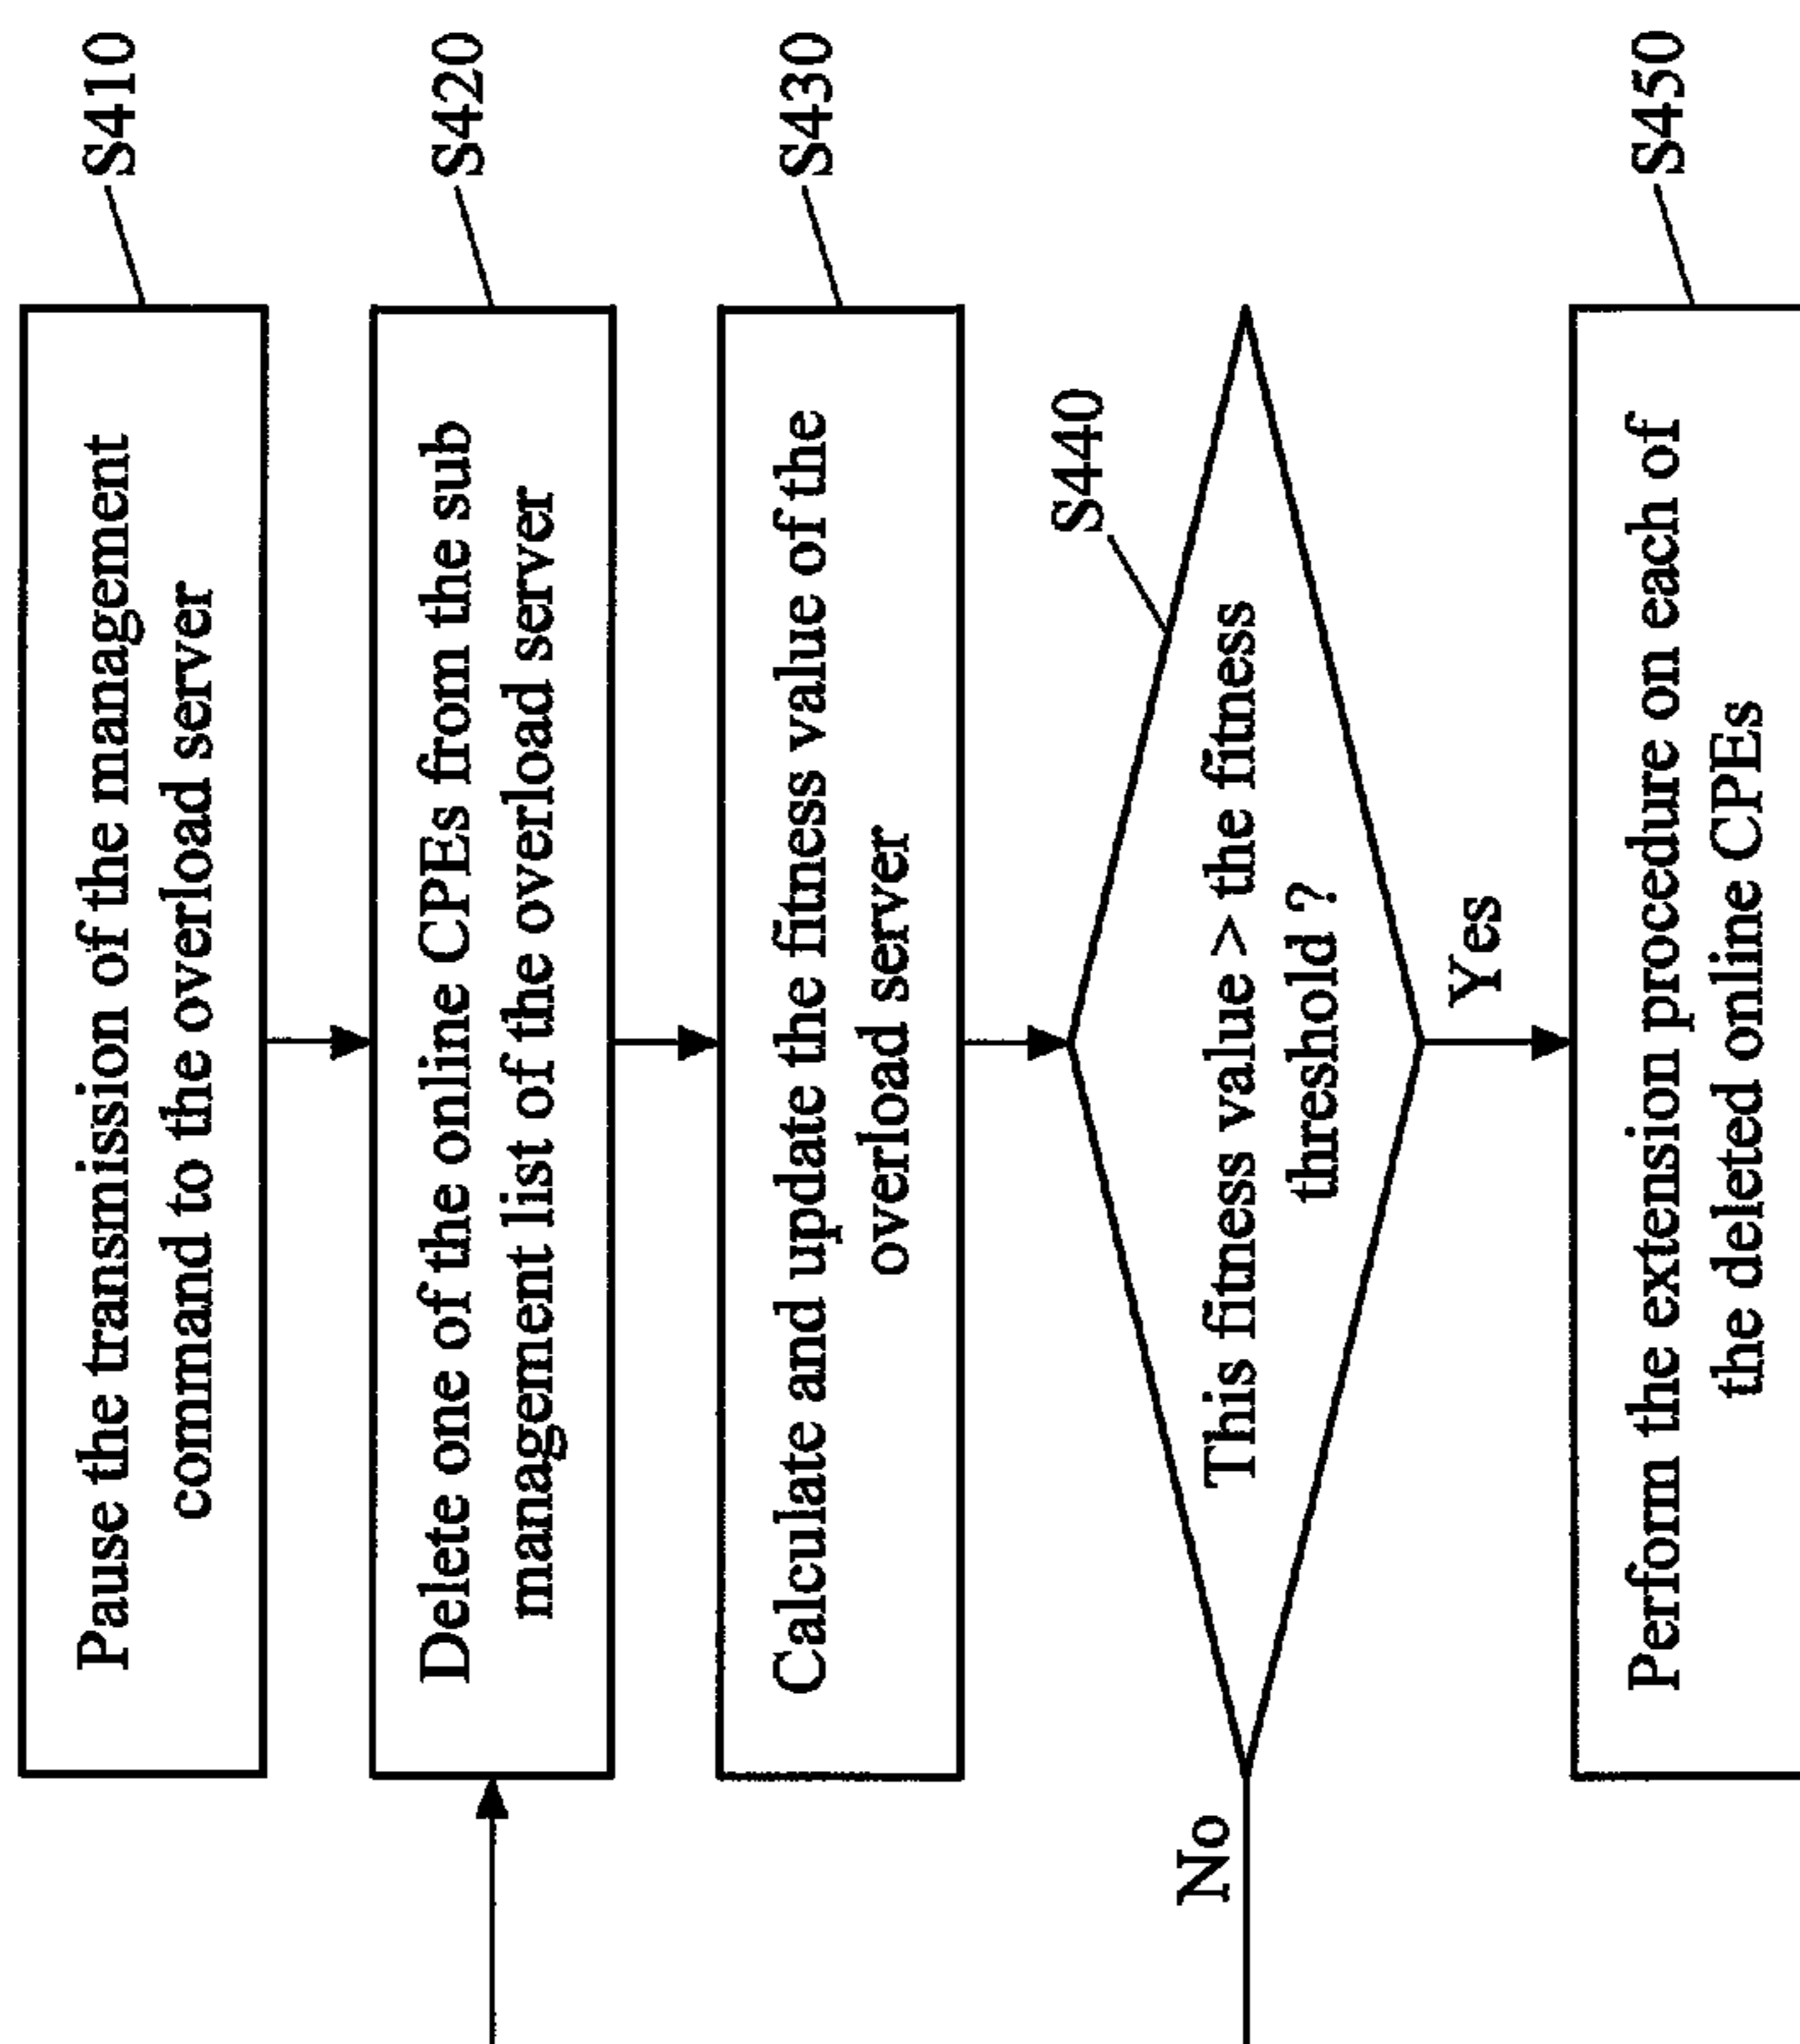 Pause the transmission of the management
command to the overload server
S410
Delete one of the online CPEs from the sub
management list of the overload server
S420
Calculate and update the fitness value of the
overload server
S430
This fitness value > the fitness
threshold ?
S440
No
Yes
Perform the extension procedure on each of
the deleted online CPEs
S450